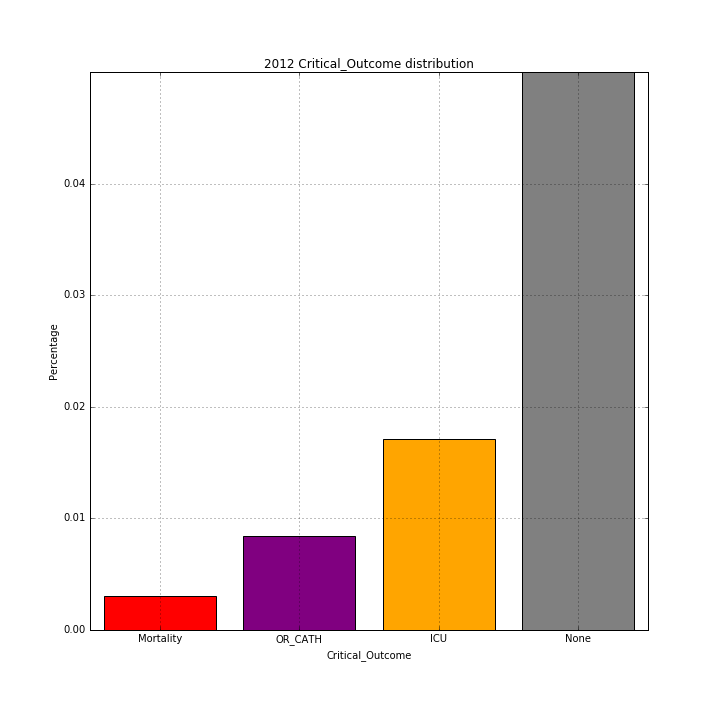 2012 Critical_Outcome distribution
0.04
0.03
0.02
0.01
0.00
Percentage
Mortality OR_CATH ICU None
Critical_Outcome